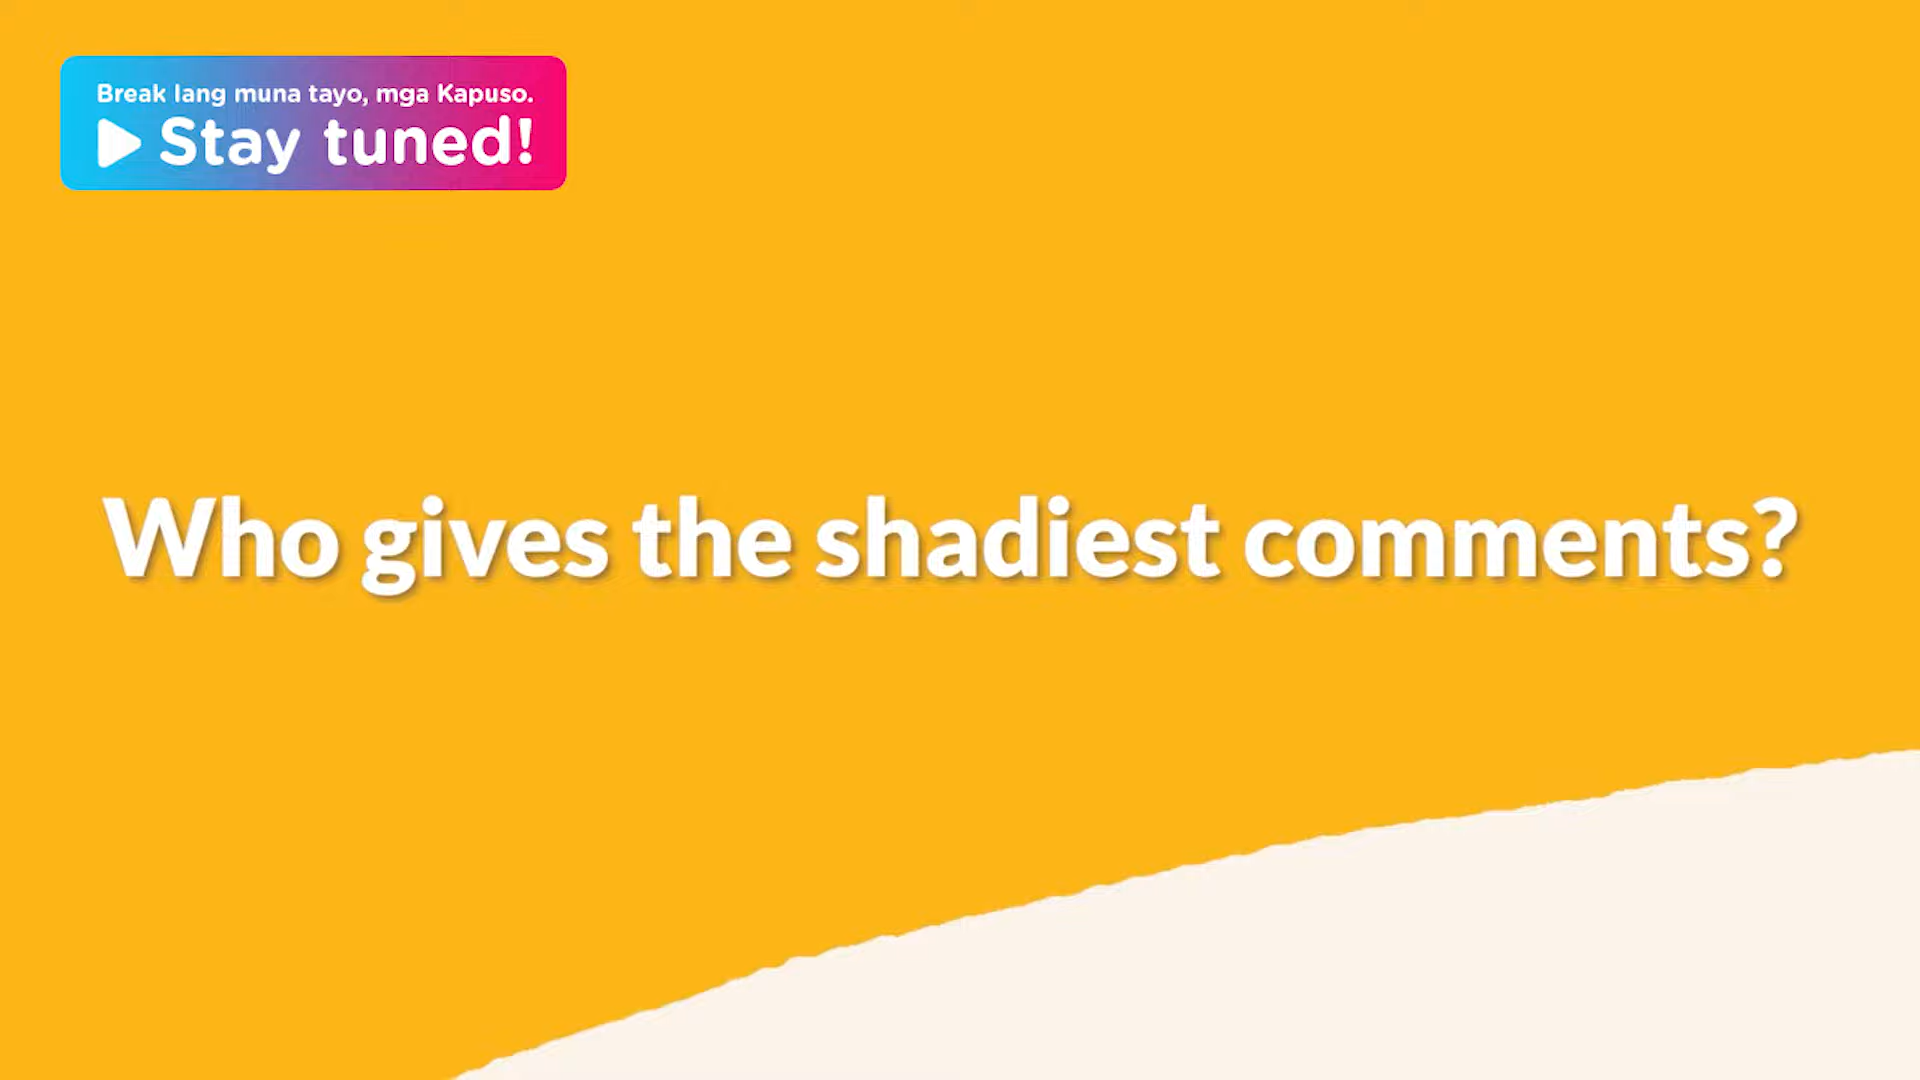 Break lang muna tayo, mga Kapuso.
Stay tuned!
Who gives the shadiest comments?